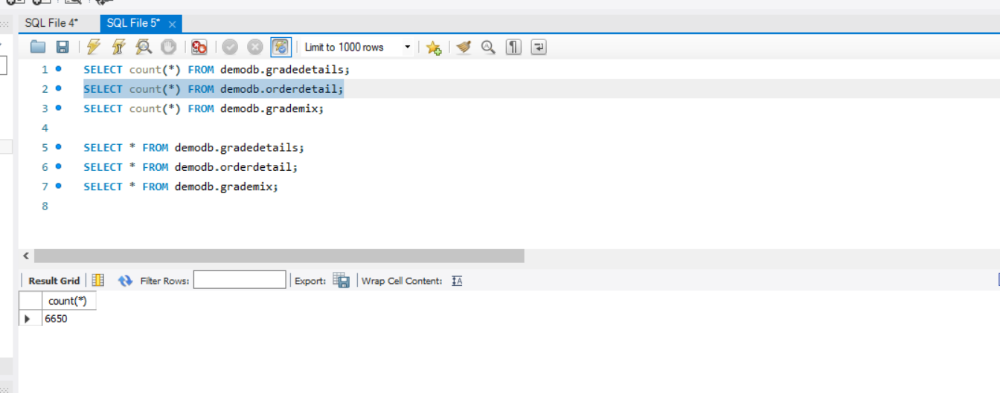 SQL File 4*
SQL File 5*
Limit to 1000 rows
1 SELECT count(*) FROM demodb.gradedetails;
2 SELECT count(*) FROM demodb.orderdetail;
3 SELECT count(*) FROM demodb.grademix;
4
5 SELECT * FROM demodb.gradedetails;
6 SELECT * FROM demodb.orderdetail;
7 SELECT * FROM demodb.grademix;
8
Result Grid Filter Rows: Export: Wrap Cell Content:
count(*)
6650